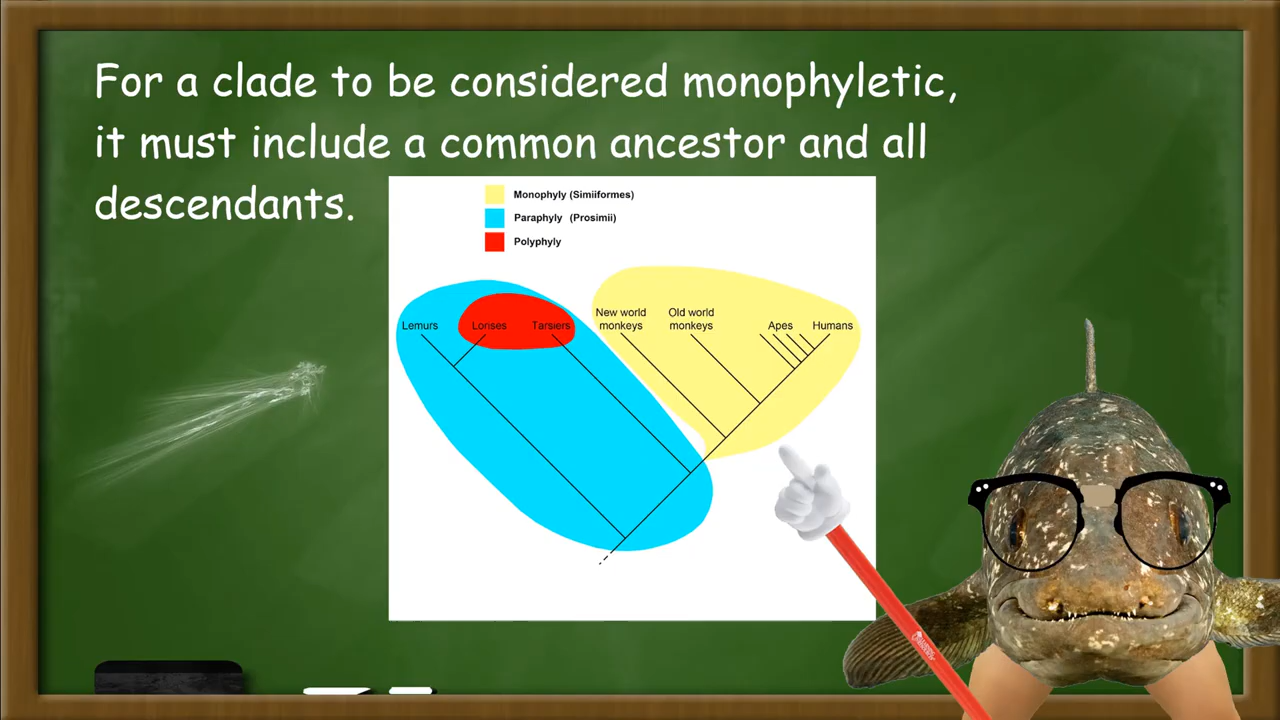 For a clade to be considered monophyletic,
it must include a common ancestor and all
descendants.
Monophyly (Simiiformes)
Paraphyly (Prosimii)
Polyphyly
Lemurs
Lorises
Tarsiers
New world
monkeys
Old world
monkeys
Apes
Humans